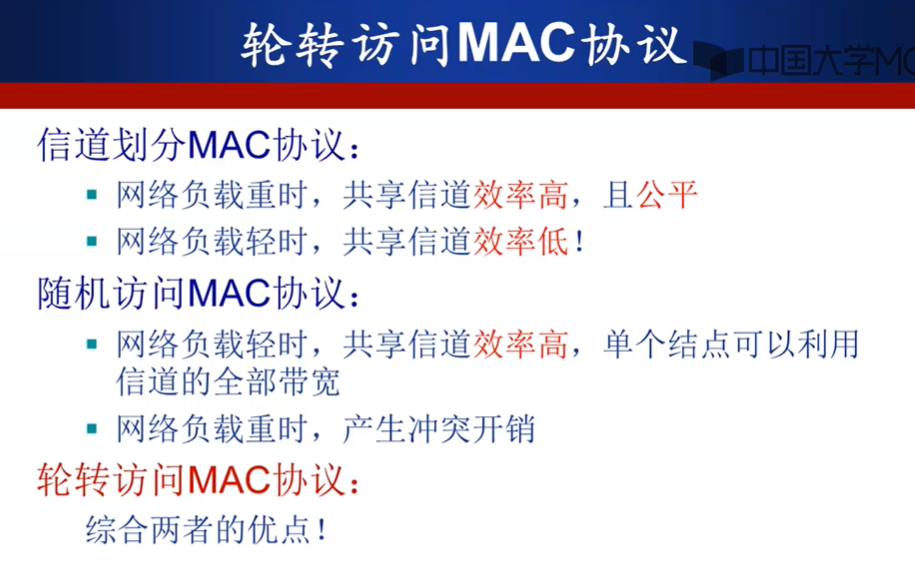 轮转访问MAC协议
中国大学MO
信道划分MAC协议：
网络负载重时，共享信道效率高，且公平
网络负载轻时，共享信道效率低！
随机访问MAC协议：
网络负载轻时，共享信道效率高，单个结点可以利用
信道的全部带宽
网络负载重时，产生冲突开销
轮转访问MAC协议：
综合两者的优点！